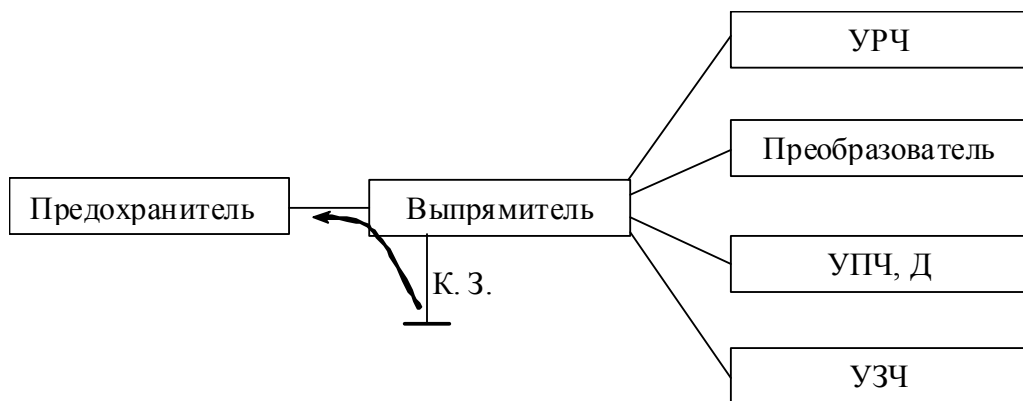 УРЧ
Преобразователь
Предохранитель
Выпрямитель
УПЧ, Д
К. З.
УЗЧ